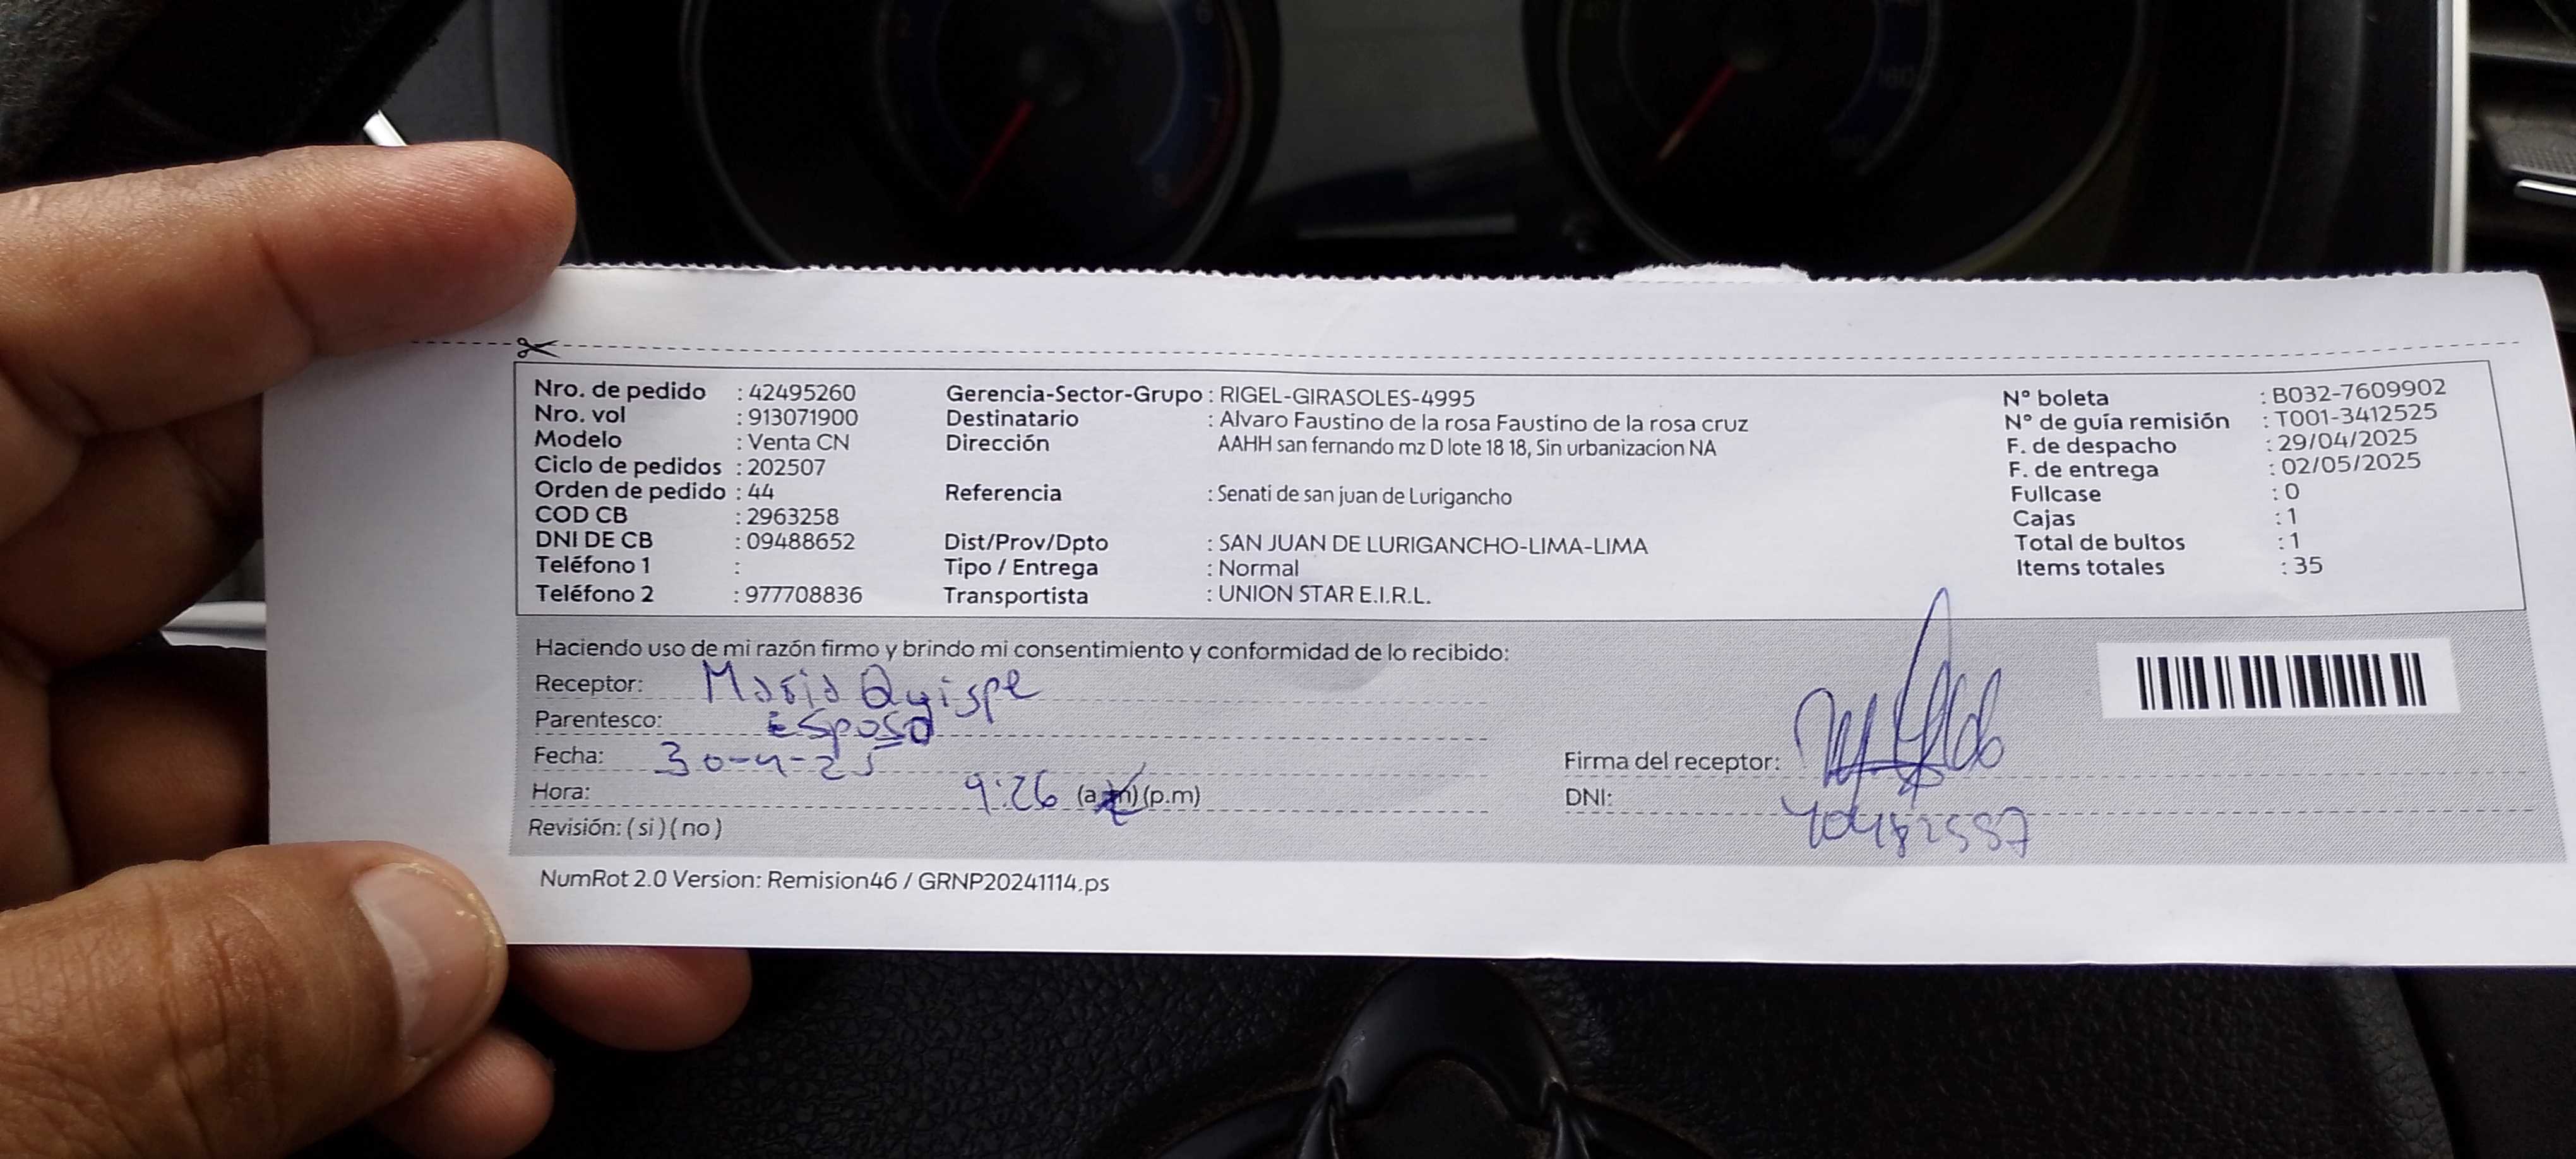 Nro. de pedido : 42495260 Gerencia-Sector-Grupo : RIGEL-GIRASOLES-4995 N° boleta : B032-7609902
Nro. vol : 913071900 Destinatario : Alvaro Faustino de la rosa Faustino de la rosa cruz N° de guía remisión : T001-3412525
Modelo : Venta CN Dirección AAHH san fernando mz D lote 18 18, Sin urbanizacion NA F. de despacho : 29/04/2025
Ciclo de pedidos : 202507 F. de entrega : 02/05/2025
Orden de pedido : 44 Referencia : Senati de san juan de Lurigancho Fullcase : 0
COD CB : 2963258 Cajas : 1
DNI DE CB : 09488652 Dist/Prov/Dpto : SAN JUAN DE LURIGANCHO-LIMA-LIMA Total de bultos : 1
Teléfono 1 : Tipo / Entrega : Normal Items totales : 35
Teléfono 2 : 977708836 Transportista : UNION STAR E.I.R.L.
Haciendo uso de mi razón firmo y brindo mi consentimiento y conformidad de lo recibido:
Receptor: Maria Quispe
Parentesco: Esposa
Fecha: 30-4-25 Firma del receptor:
Hora: 9:26 (a.m) (p.m) DNI:
Revisión: ( si ) ( no )
NumRot 2.0 Version: Remision46 / GRNP20241114.ps